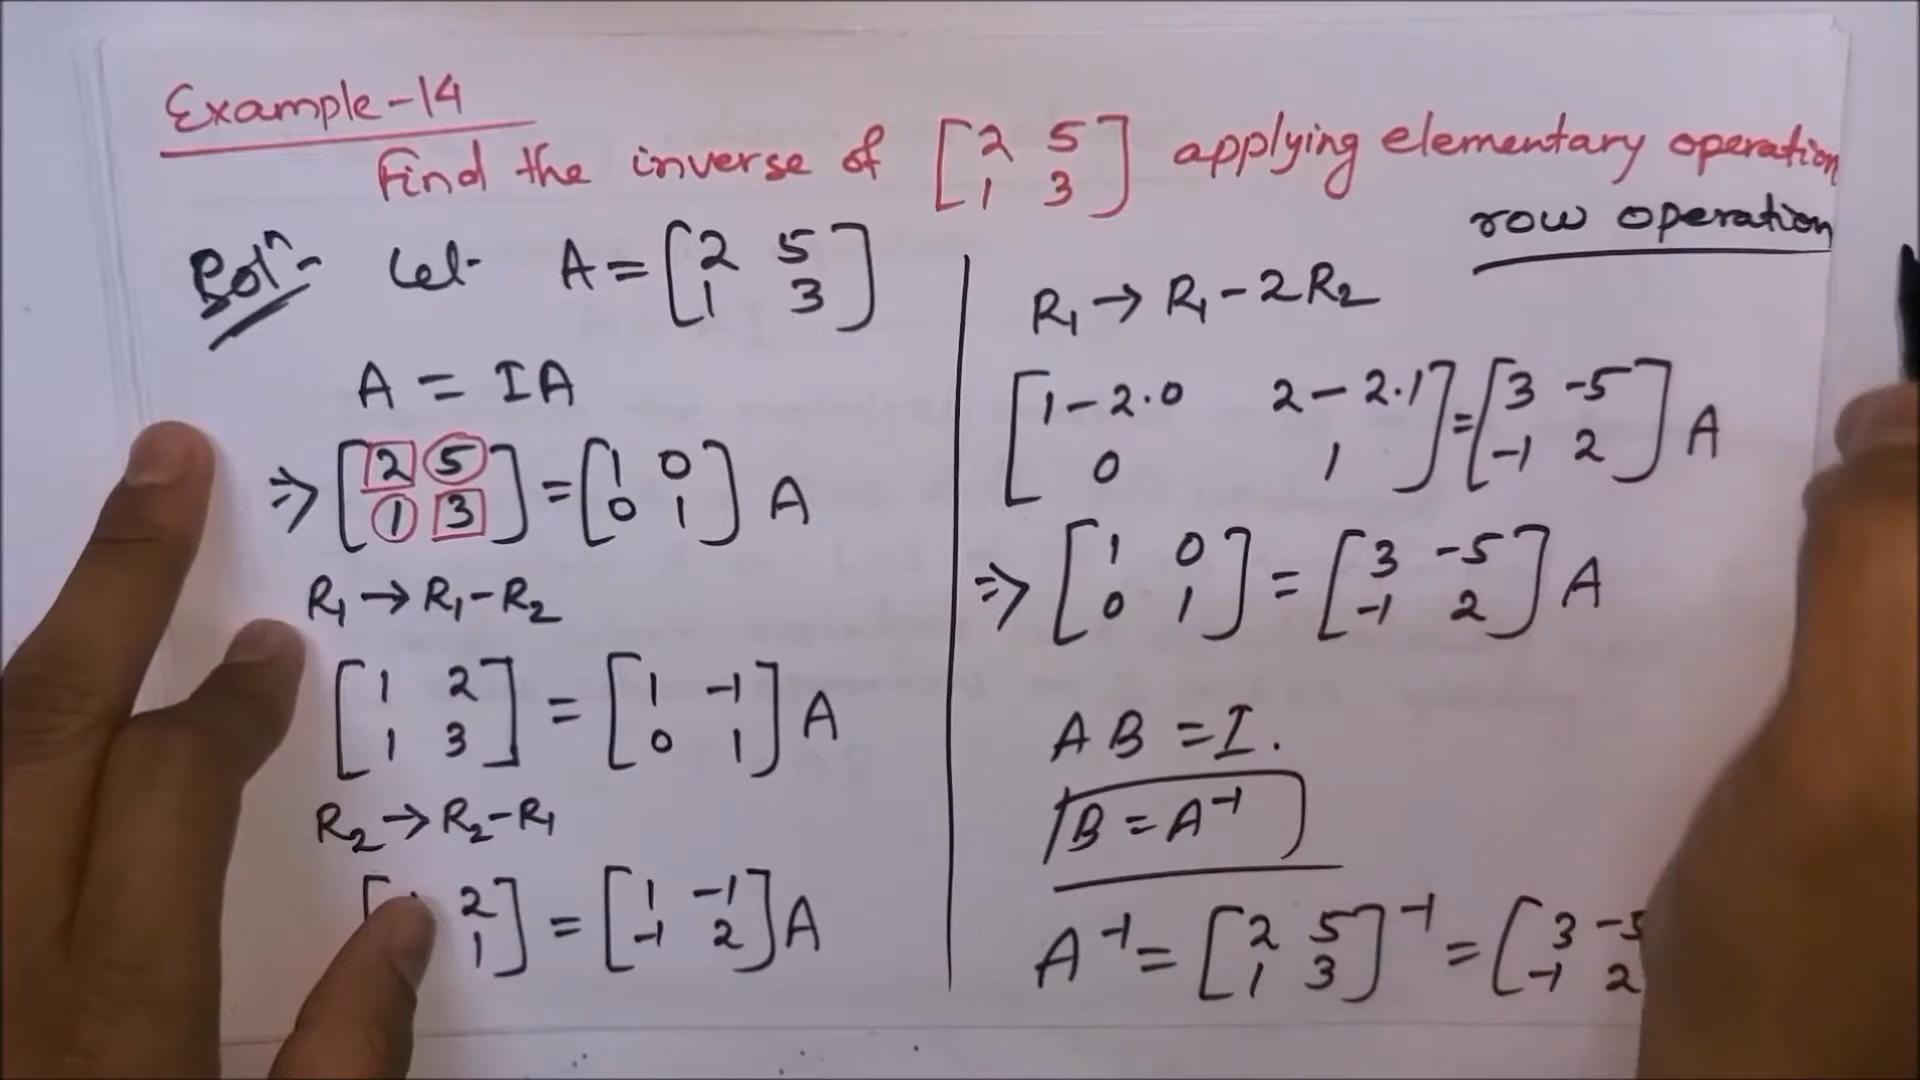 Example-14
Find the inverse of [2 5 applying elementary operation
1 3]
row operation
Solⁿ- Let A = [2 5
1 3]
A = IA
⇒ [2 5 = [1 0 A
1 3] 0 1]
R₁ → R₁-R₂
[1 2 = [1 -1 A
1 3] 0 1]
R₂ → R₂-R₁
2 = [1 -1 A
1] -1 2]
R₁ → R₁-2R₂
[1-2.0 2-2.1 = [3 -5 A
0 1] -1 2]
⇒ [1 0 = [3 -5 A
0 1] -1 2]
AB = I.
B = A⁻¹
A⁻¹ = [2 5 ⁻¹ = [3 -5
1 3] -1 2